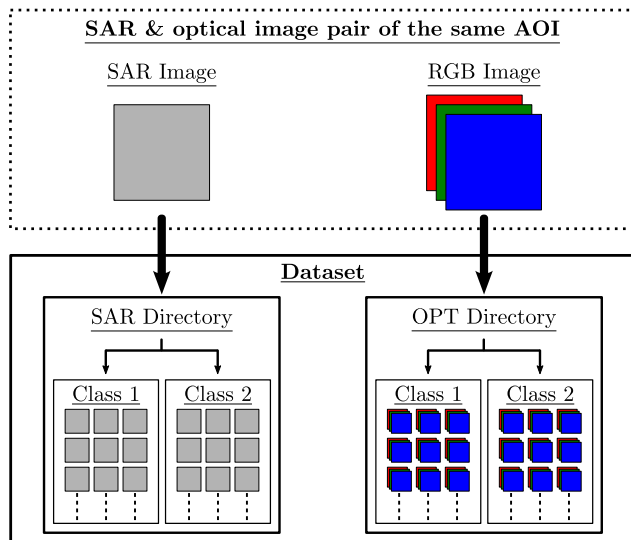 SAR & optical image pair of the same AOI
SAR Image
RGB Image
Dataset
SAR Directory
OPT Directory
Class 1
Class 2
Class 1
Class 2